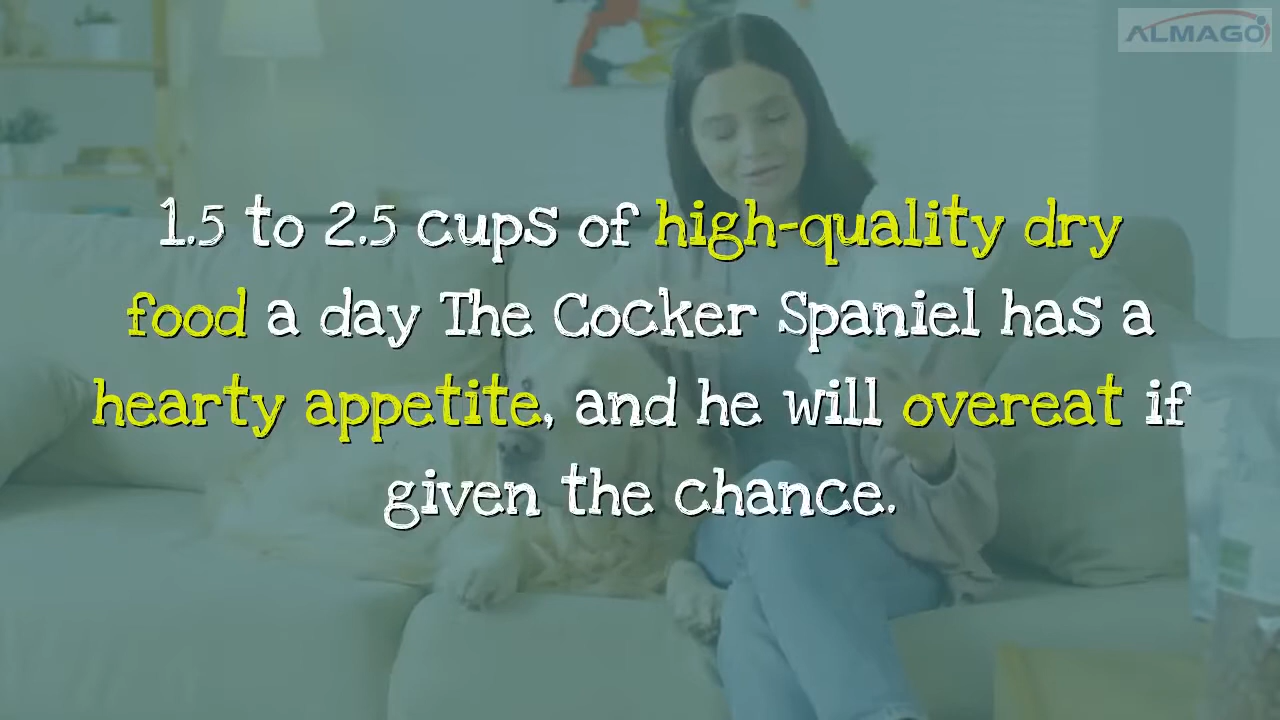 ALMAGO
1.5 to 2.5 cups of high-quality dry
food a day The Cocker Spaniel has a
hearty appetite, and he will overeat if
given the chance.